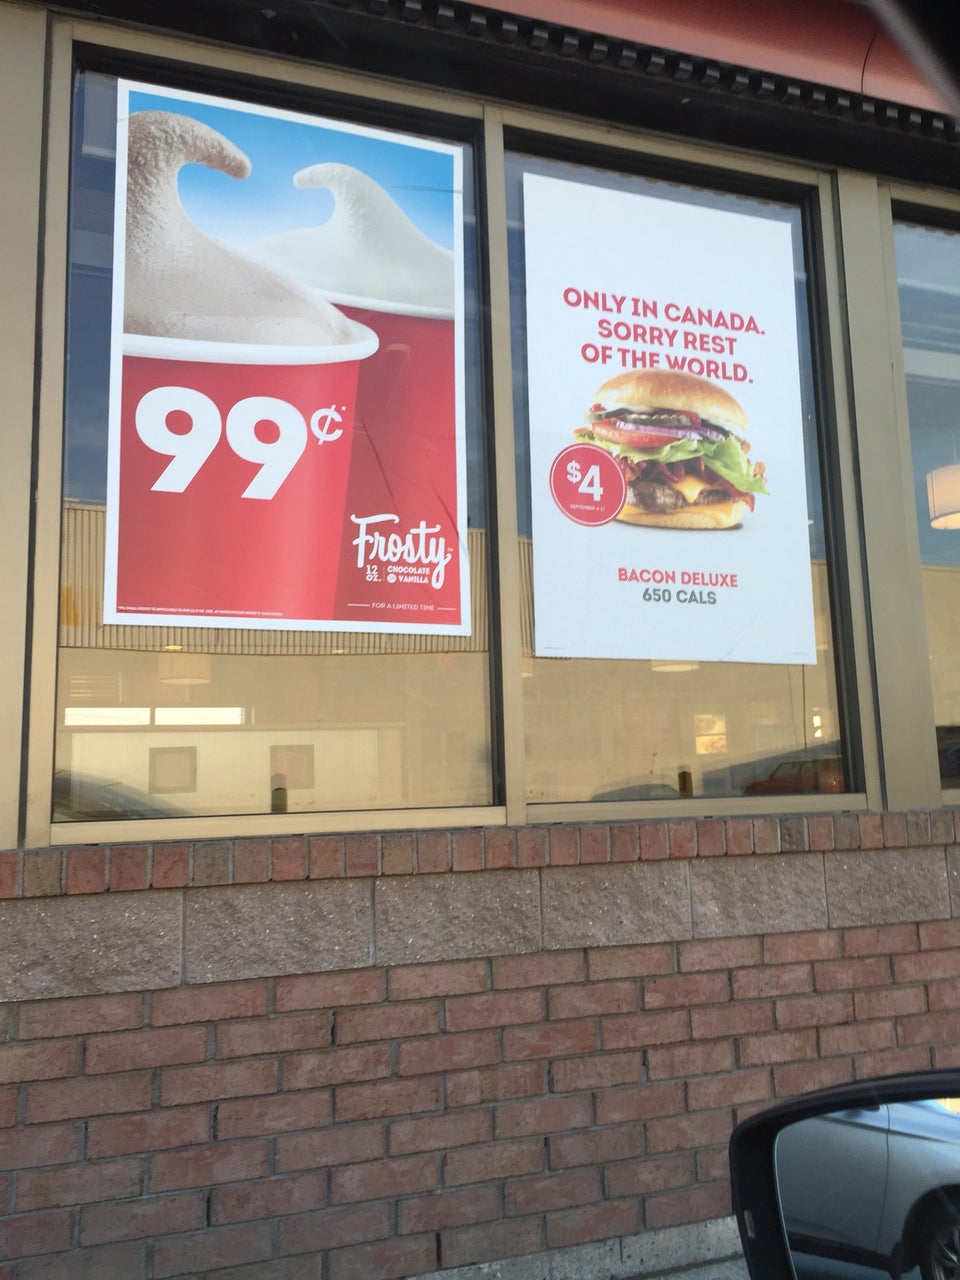 99¢*
Frosty
12 OZ.
CHOCOLATE
OR VANILLA
FOR A LIMITED TIME
ONLY IN CANADA.
SORRY REST
OF THE WORLD.
$4
BACON DELUXE
650 CALS